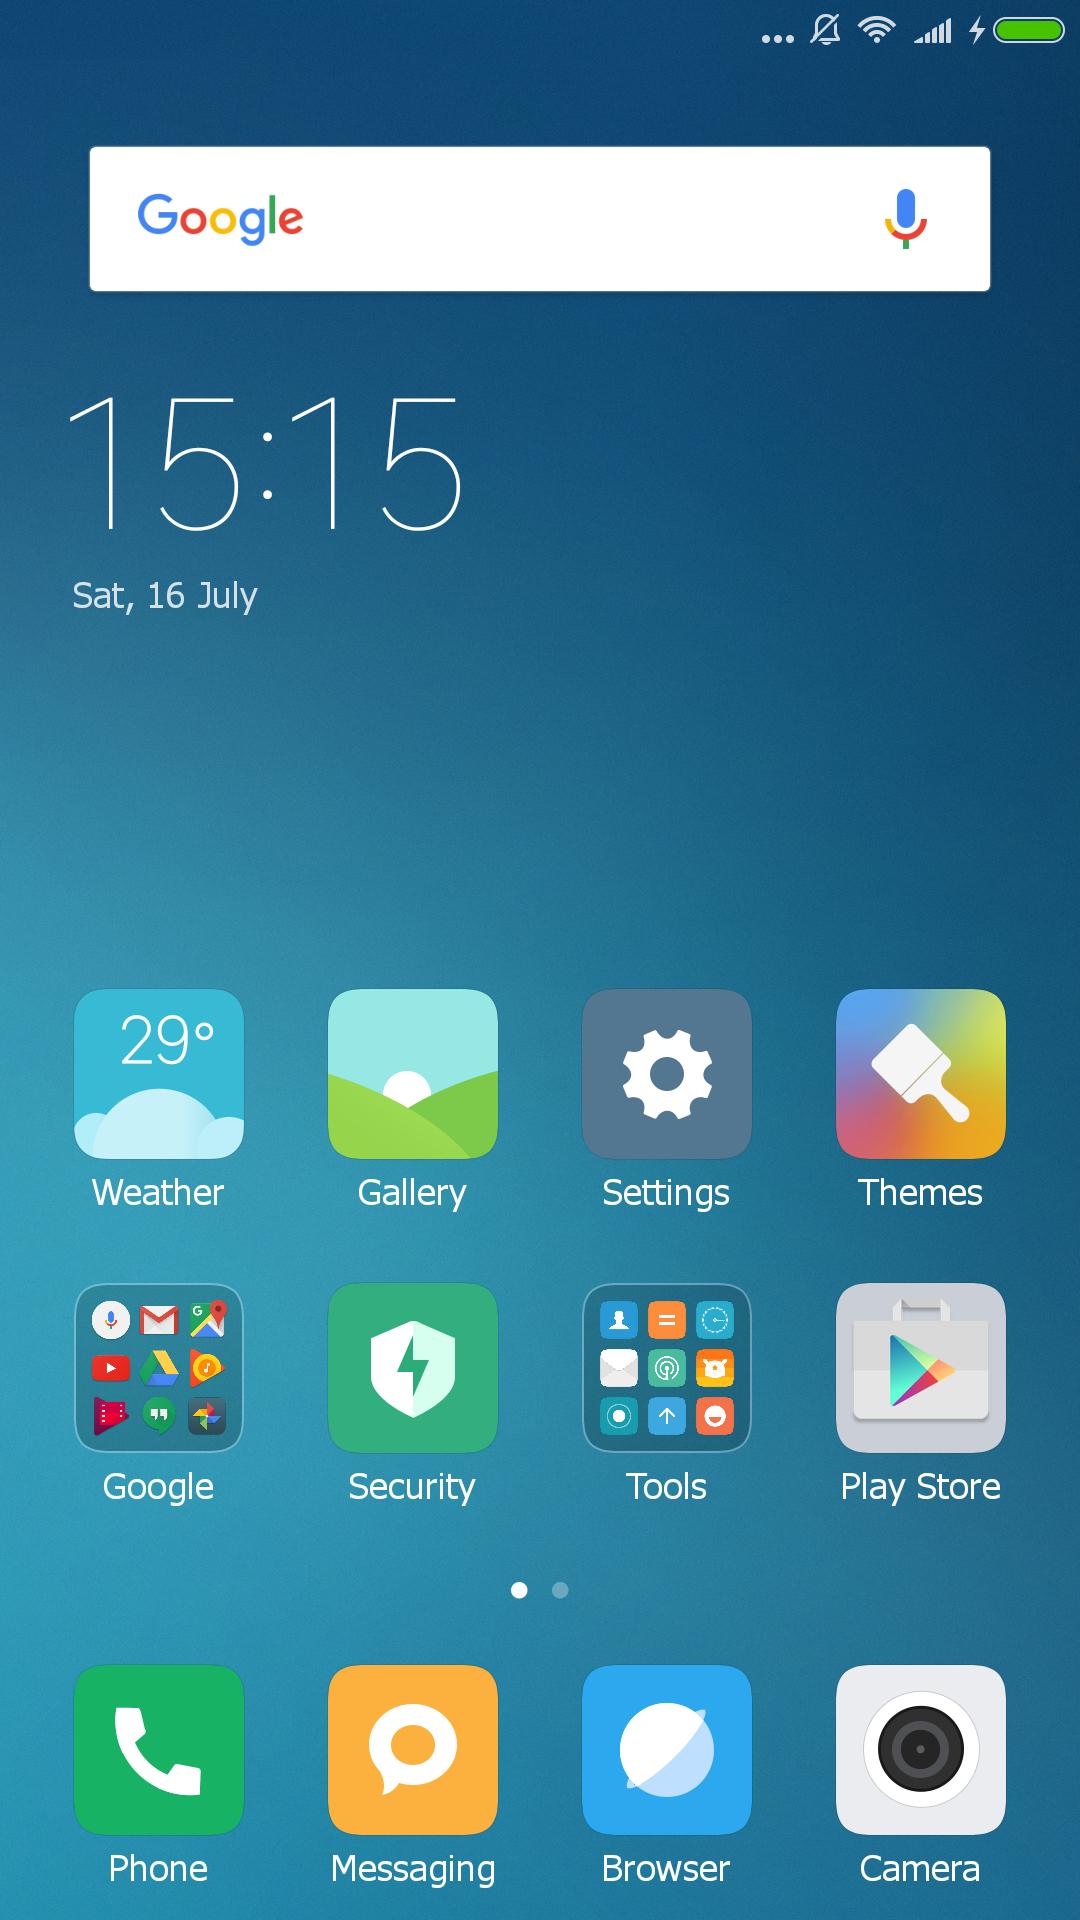 Google
15:15
Sat, 16 July
29°
Weather Gallery Settings Themes
Google Security Tools Play Store
Phone Messaging Browser Camera